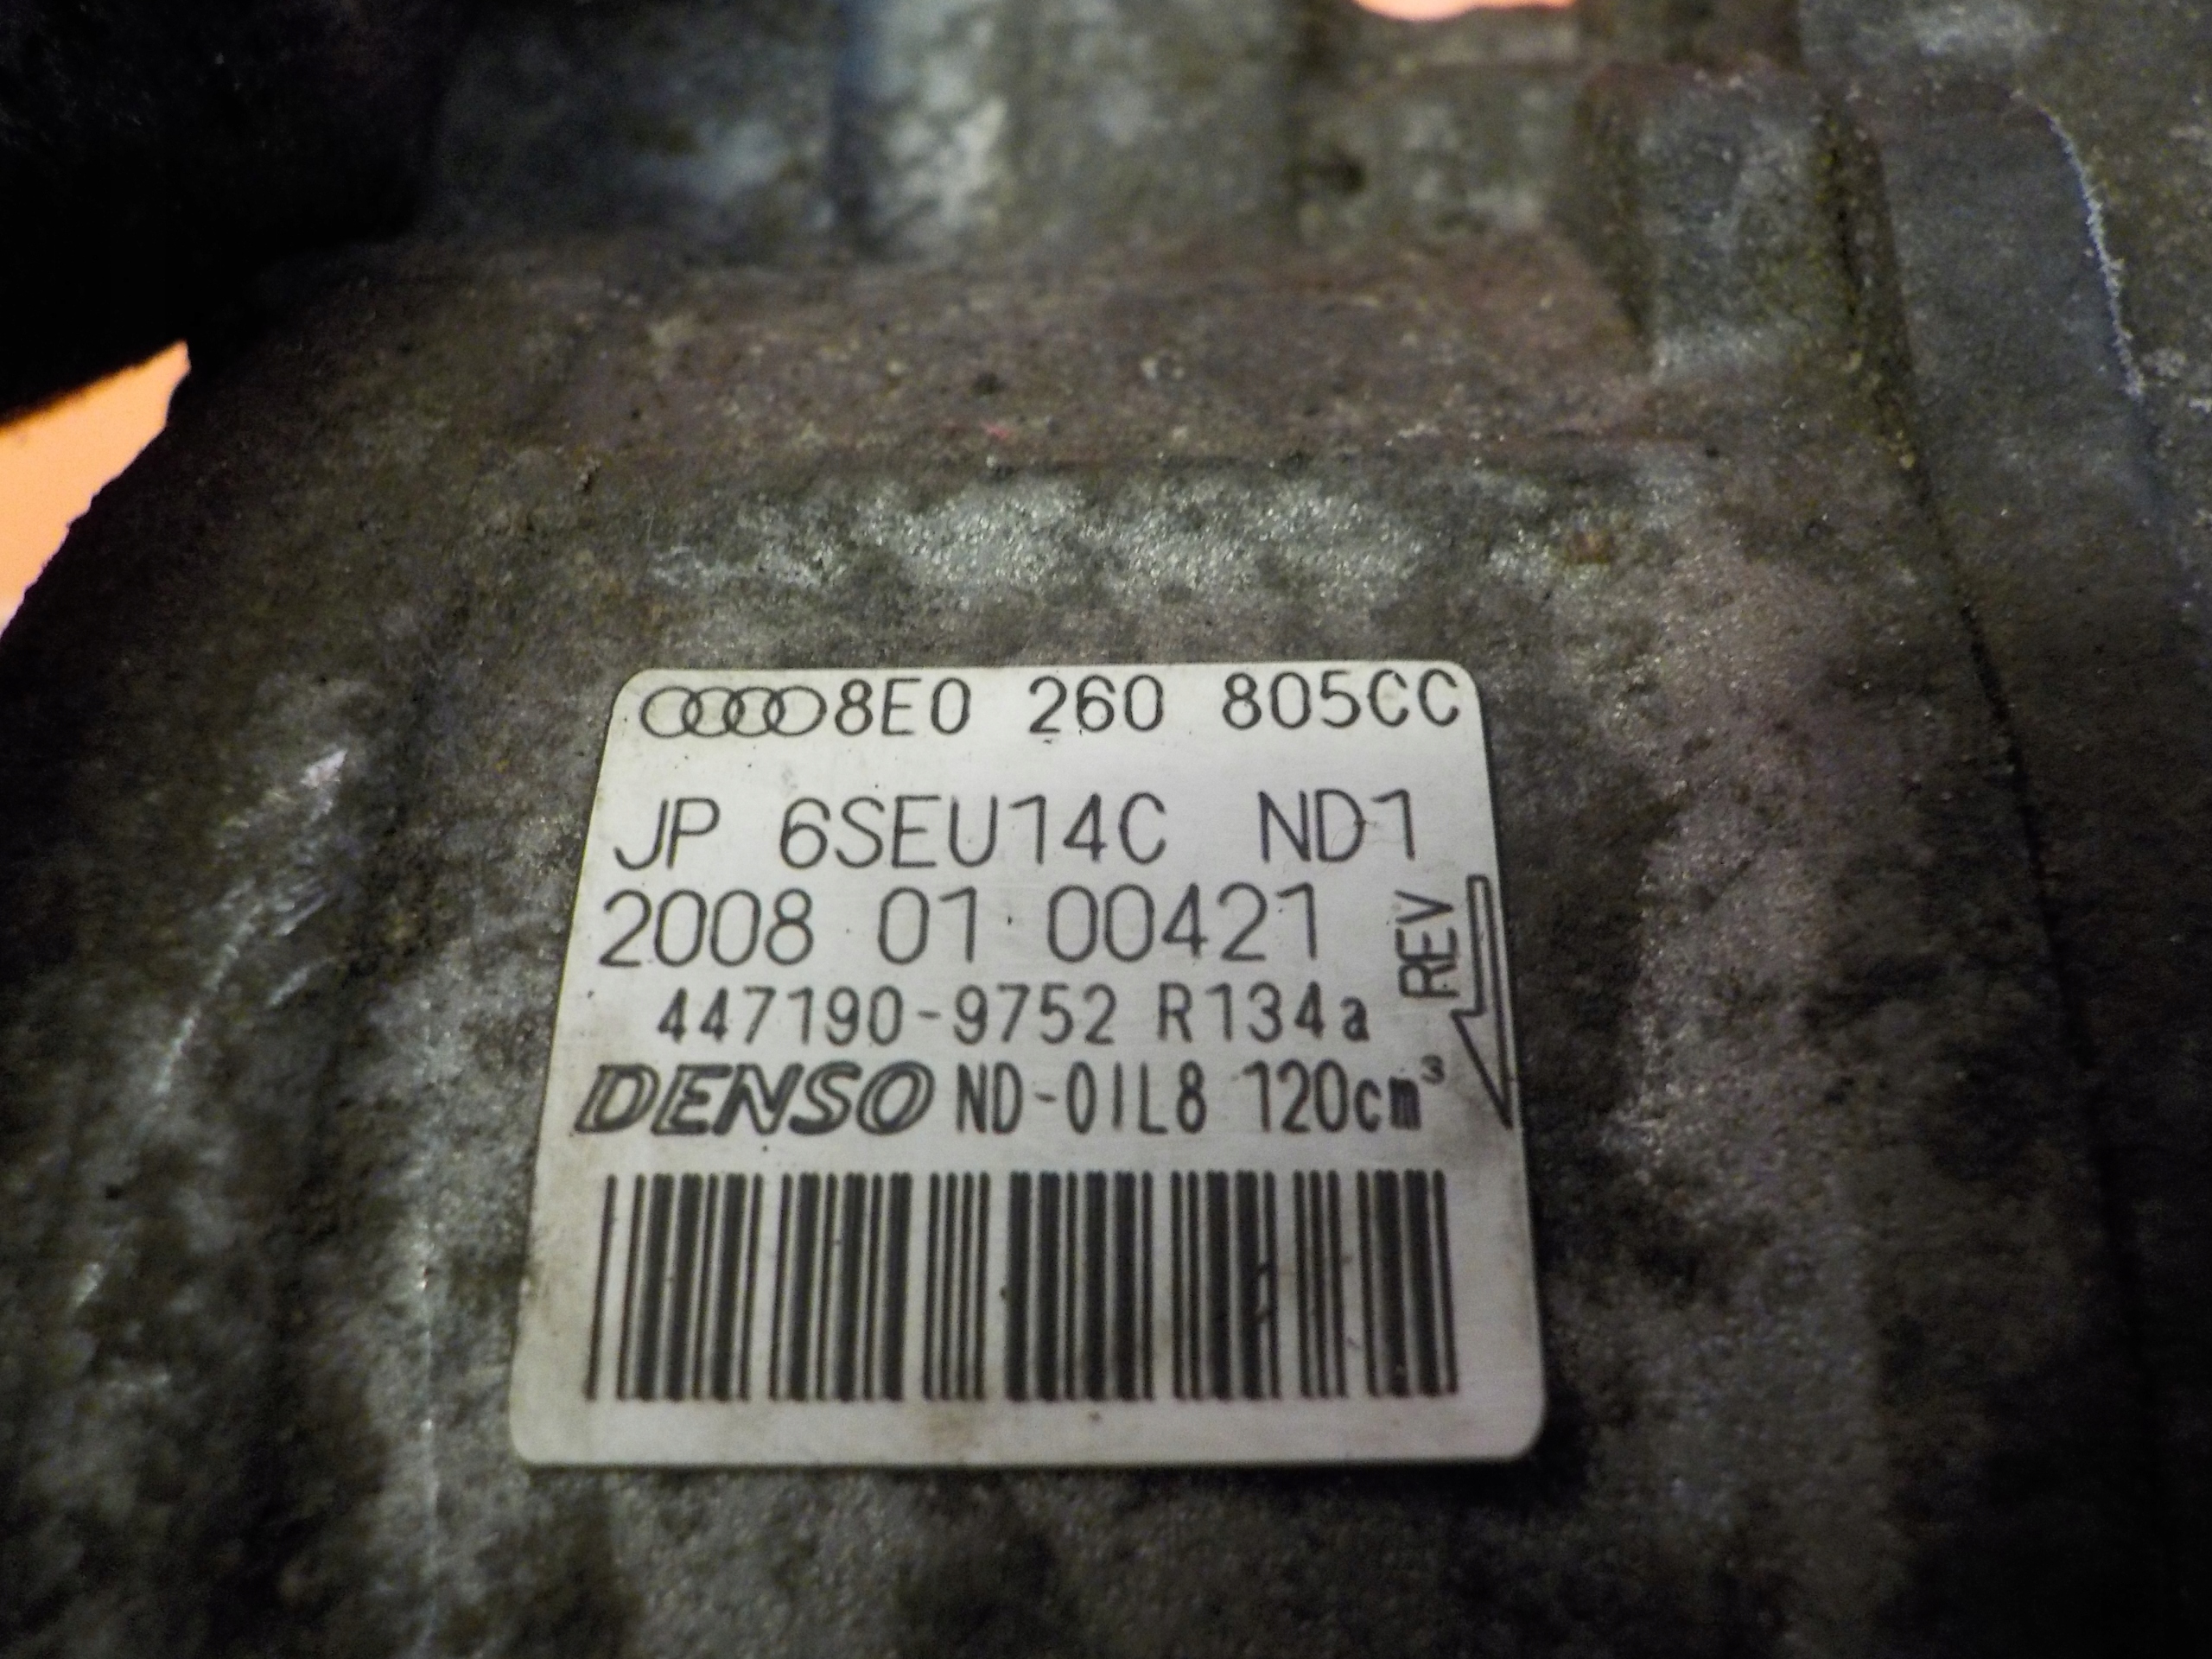 8E0 260 805CC
JP 6SEU14C ND1
2008 01 00421
REV
447190-9752 R134a
DENSO ND-OIL8 120cm³